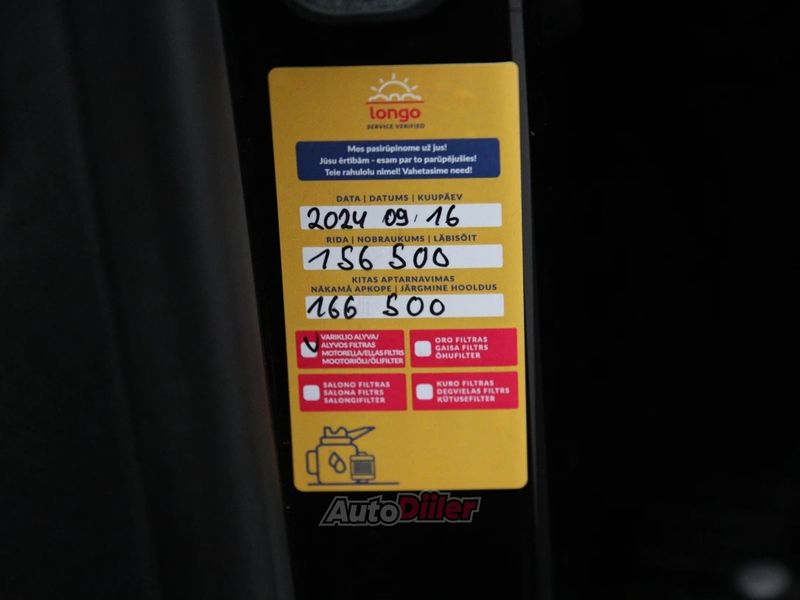 longo
SERVICE VERIFIED
Mes pasirūpinome už jus!
Jūsu ērtībām - esam par to parūpējušies!
Teie rahulolu nimel! Vahetasime need!
DATA | DATUMS | KUUPÄEV
2024 09. 16
RIDA | NOBRAUKUMS | LÄBISÕIT
156 500
KITAS APTARNAVIMAS
NĀKAMĀ APKOPE | JÄRGMINE HOOLDUS
166 500
VARIKLIO ALYVA/
ALYVOS FILTRAS
MOTOREĻĻA/EĻĻAS FILTRS
MOOTORIÕLI/ÕLIFILTER
ORO FILTRAS
GAISA FILTRS
ÕHUFILTER
SALONO FILTRAS
SALONA FILTRS
SALONGIFILTER
KURO FILTRAS
DEGVIELAS FILTRS
KÜTUSEFILTER
AutoDiiler